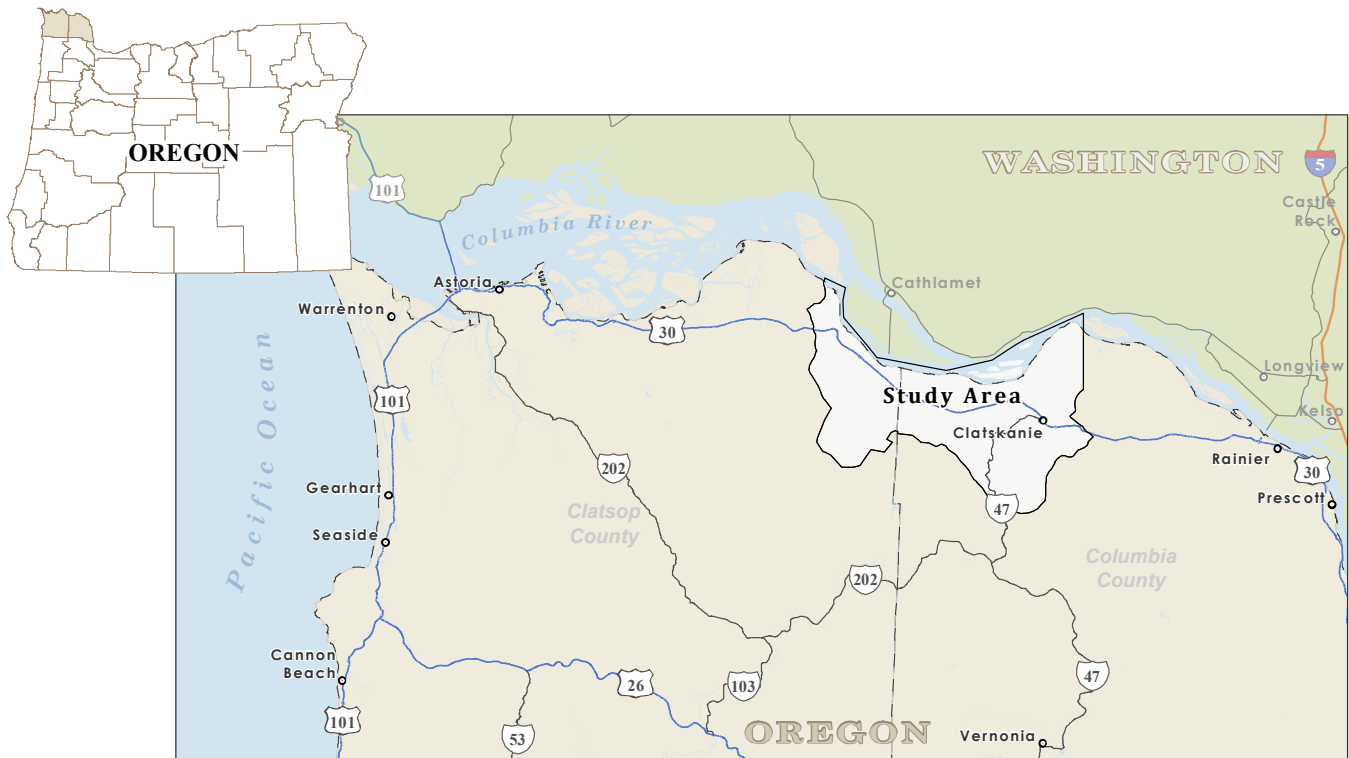 OREGON
WASHINGTON
5
101
Castle
Rock
Columbia River
Cathlamet
Astoria
Warrenton
30
Longview
Study Area
101
Kelso
Clatskanie
Rainier
202
30
Gearhart
Prescott
47
Clatsop
County
Seaside
Pacific Ocean
Columbia
County
202
Cannon
Beach
47
26
103
101
OREGON
53
Vernonia